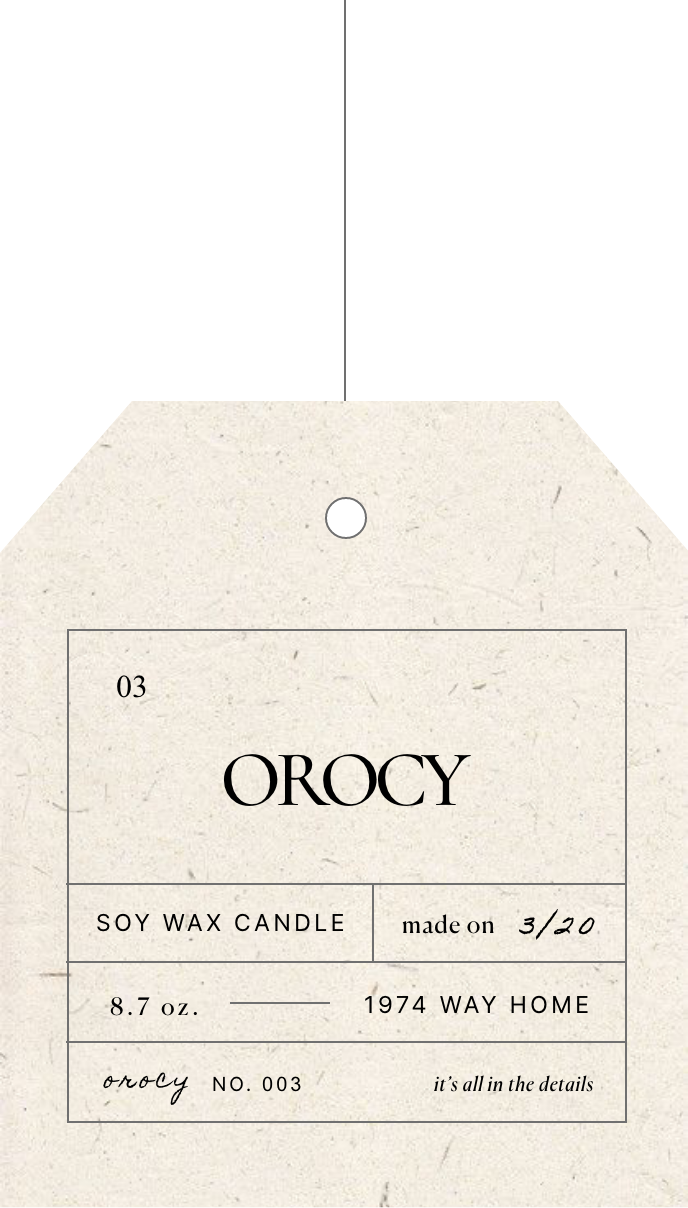 03
OROCY
SOY WAX CANDLE
made on 3/20
8.7 oz. 1974 WAY HOME
orocy NO. 003 it's all in the details